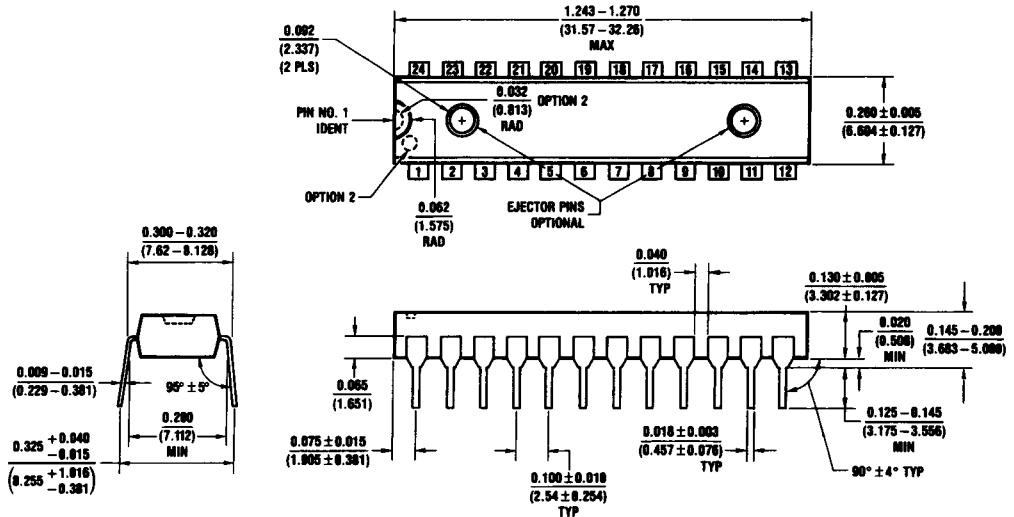 1.243 – 1.270
(31.57 – 32.26)
MAX
0.092
(2.337)
(2 PLS)
24 23 22 21 20 19 18 17 16 15 14 13
0.032
(0.813)
RAD
OPTION 2
PIN NO. 1
IDENT
0.260 ± 0.005
(6.604 ± 0.127)
1 2 3 4 5 6 7 8 9 10 11 12
OPTION 2
0.062
(1.575)
RAD
EJECTOR PINS
OPTIONAL
0.300 – 0.320
(7.62 – 8.128)
0.040
(1.016)
TYP
0.130 ± 0.005
(3.302 ± 0.127)
0.020
(0.508)
MIN
0.145 – 0.200
(3.683 – 5.080)
0.009 – 0.015
(0.229 – 0.381)
95° ± 5°
0.065
(1.651)
0.280
(7.112)
MIN
0.125 – 0.145
(3.175 – 3.556)
MIN
0.325 + 0.040
– 0.015
(8.255 + 1.016
– 0.381)
0.075 ± 0.015
(1.905 ± 0.381)
0.018 ± 0.003
(0.457 ± 0.076)
TYP
90° ± 4° TYP
0.100 ± 0.010
(2.54 ± 0.254)
TYP